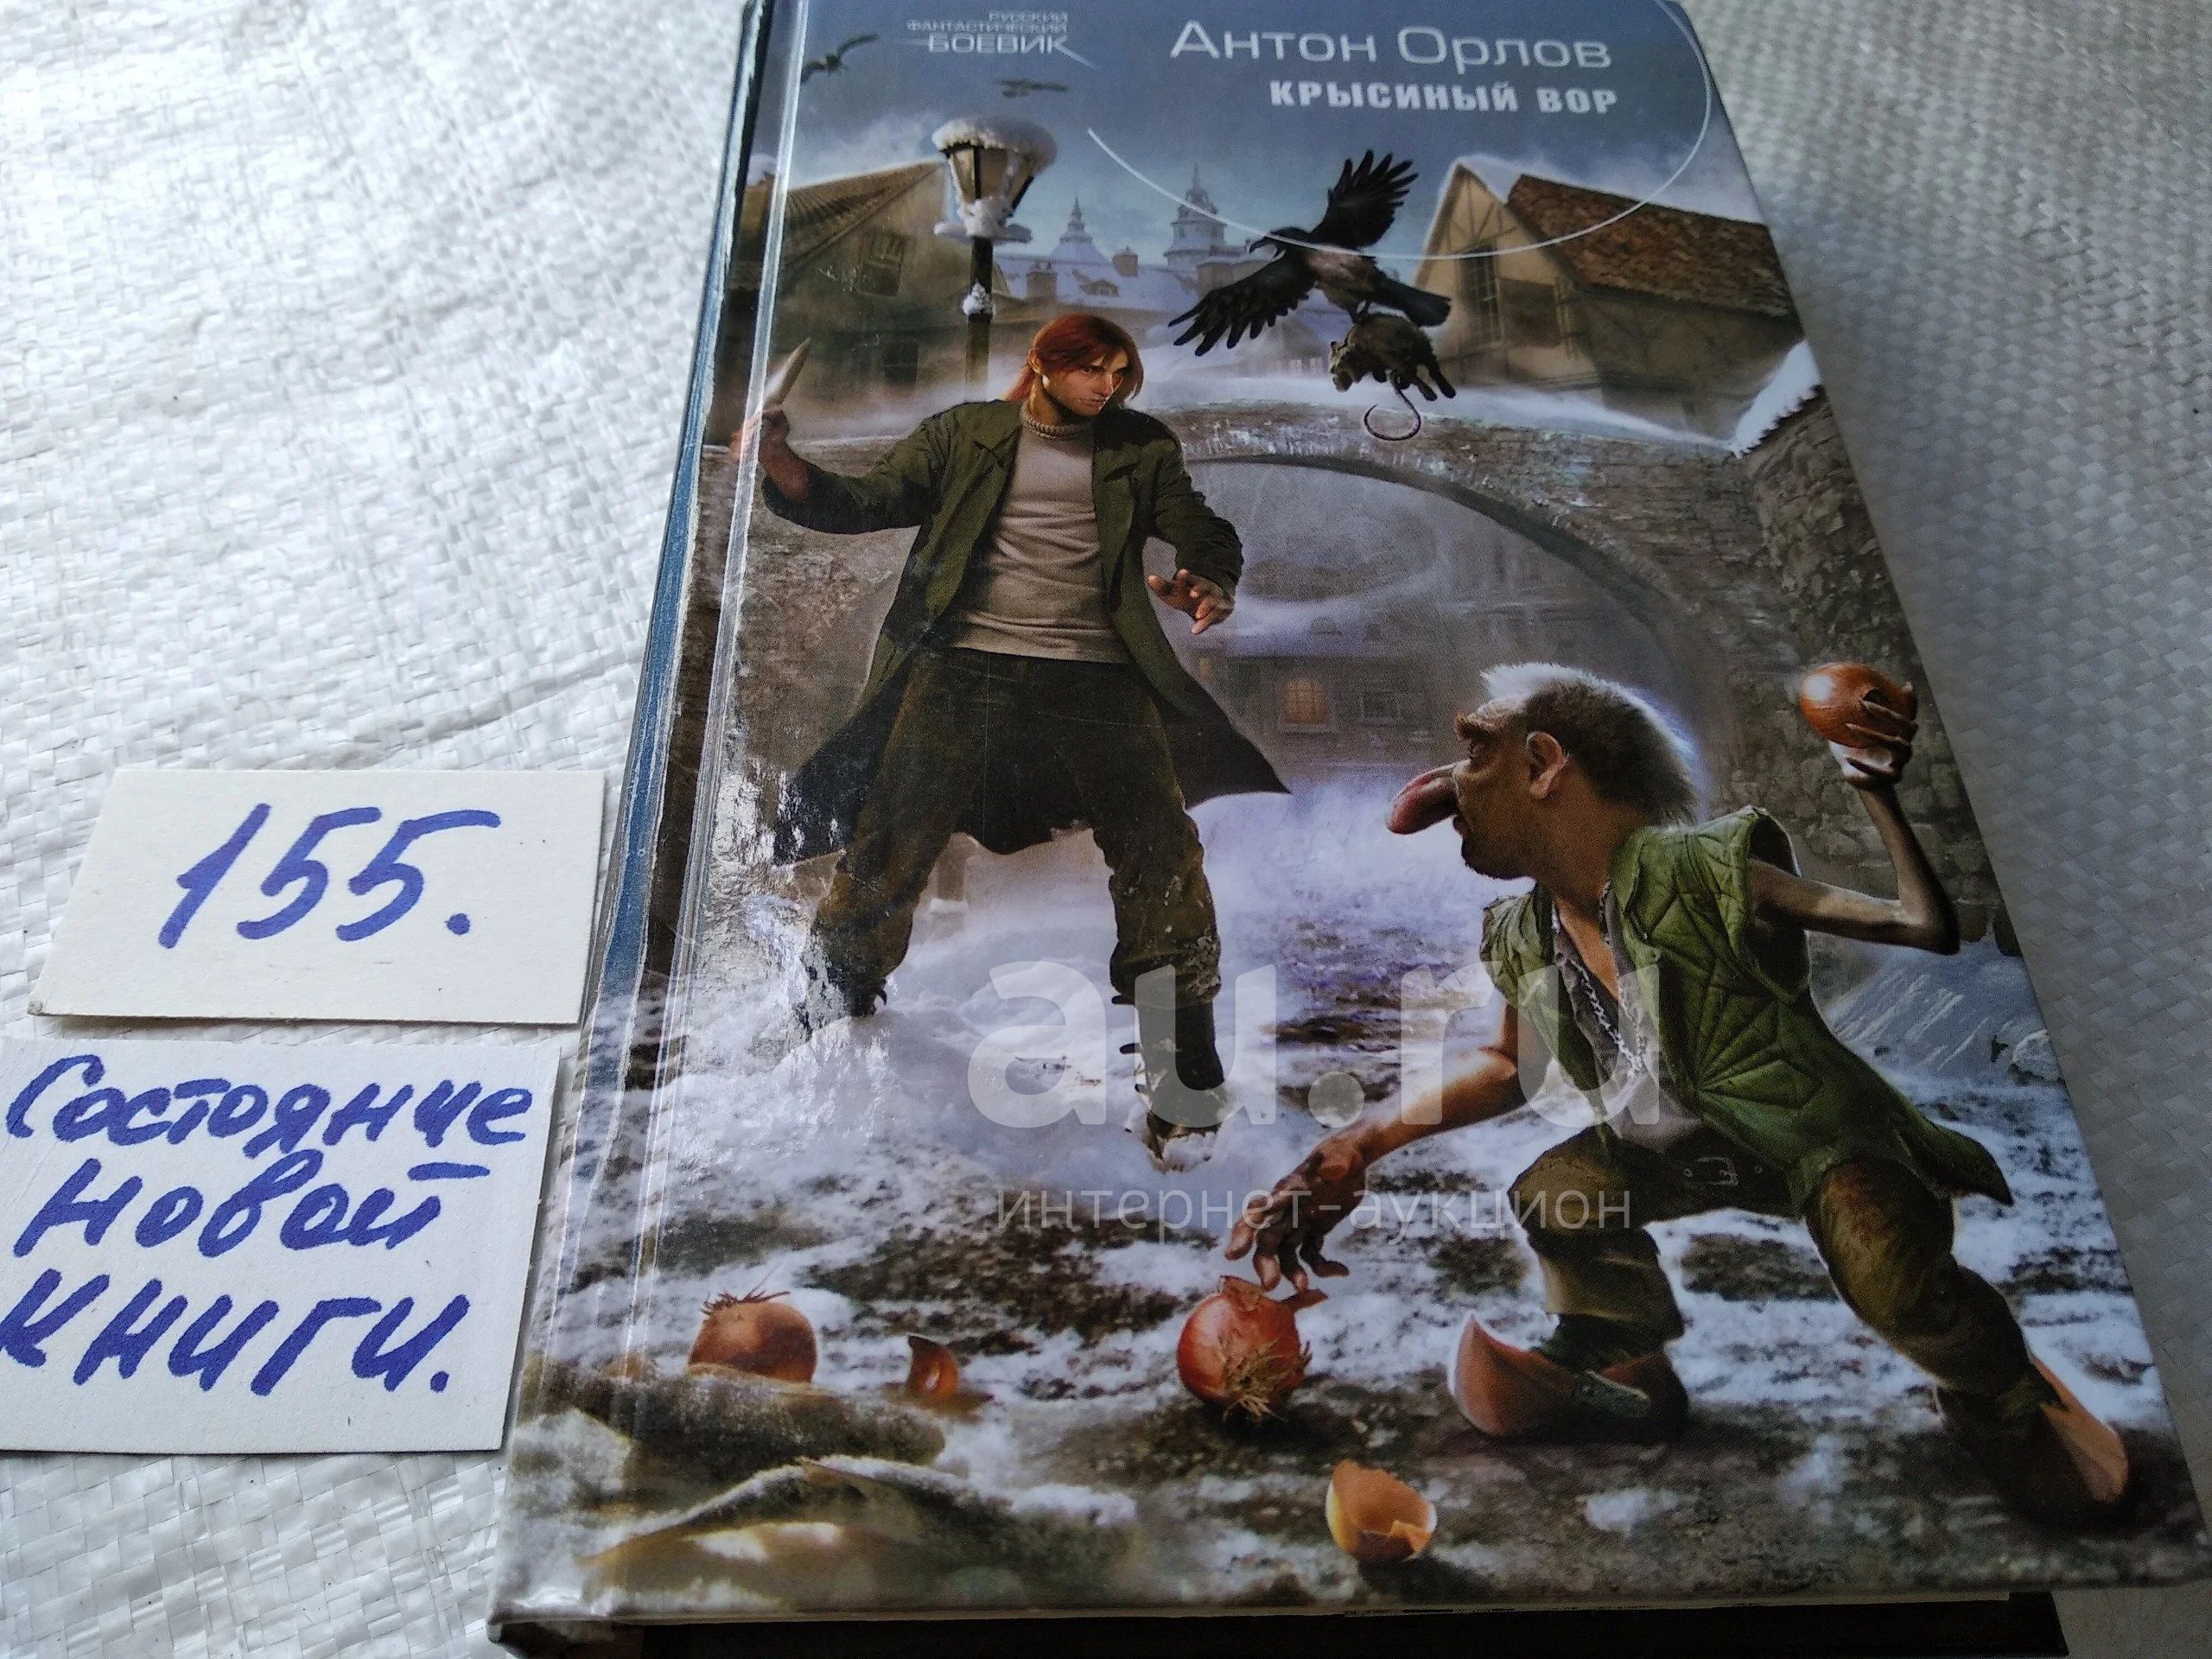 РУССКИЙ
ФАНТАСТИЧЕСКИЙ
БОЕВИК
Антон Орлов
КРЫСИНЫЙ ВОР
155.
Состояние
новой
книги.
au.ru
интернет-аукцион